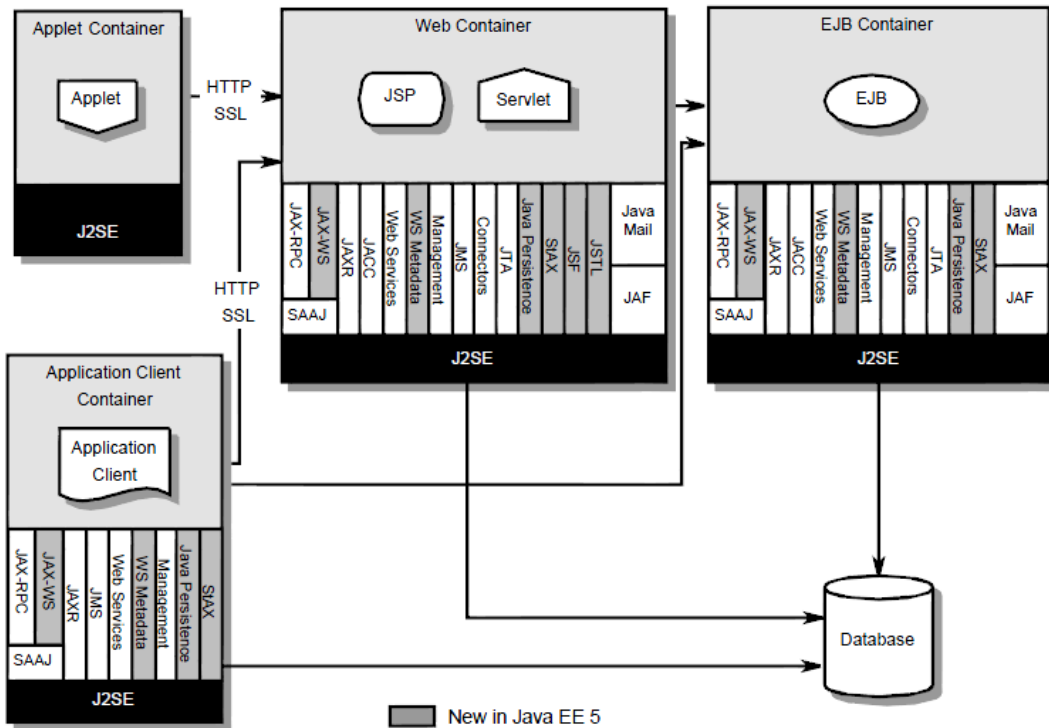 Applet Container
Applet
J2SE
HTTP
SSL
Web Container
JSP
Servlet
JAX-RPC
JAX-WS
SAAJ
JAXR
JACC
Web Services
WS Metadata
Management
JMS
Connectors
JTA
Java Persistence
StAX
JSF
JSTL
Java
Mail
JAF
J2SE
EJB Container
EJB
JAX-RPC
JAX-WS
SAAJ
JAXR
JACC
Web Services
WS Metadata
Management
JMS
Connectors
JTA
Java Persistence
StAX
Java
Mail
JAF
J2SE
HTTP
SSL
Application Client
Container
Application
Client
JAX-RPC
JAX-WS
SAAJ
JAXR
JMS
Web Services
WS Metadata
Management
Java Persistence
StAX
J2SE
Database
New in Java EE 5